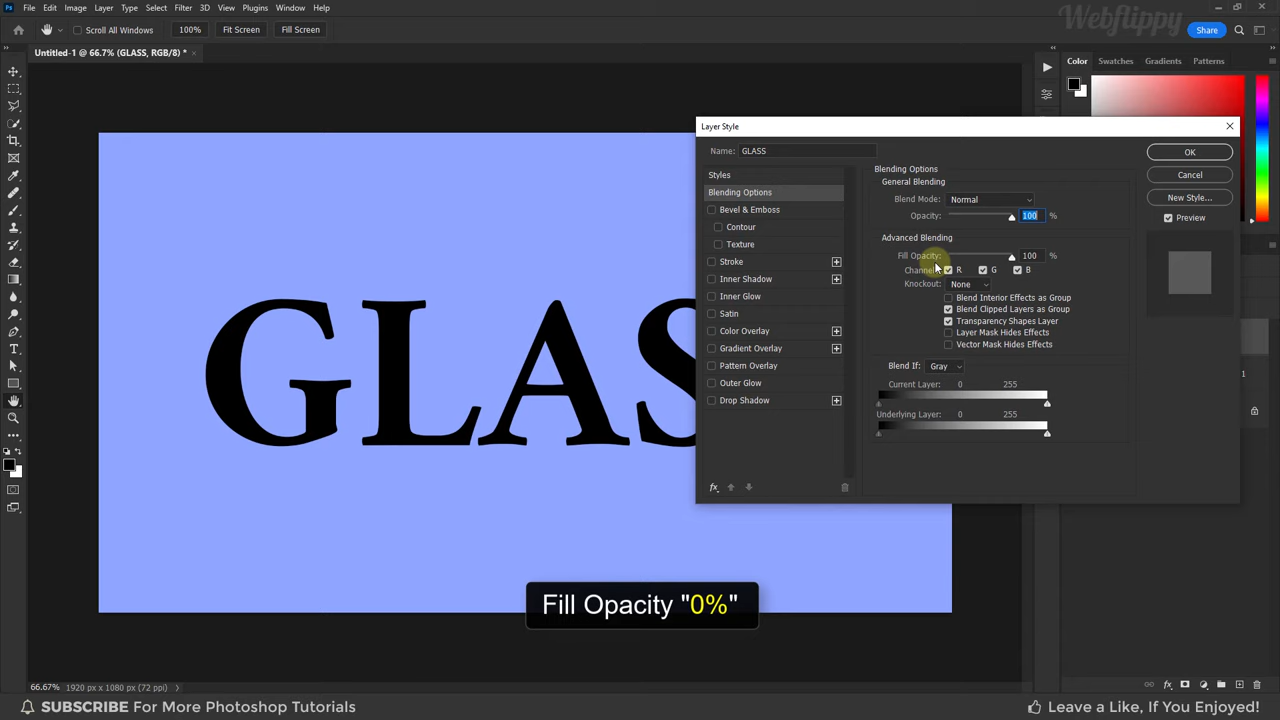 Ps File Edit Image Layer Type Select Filter 3D View Plugins Window Help
Webflippy
Scroll All Windows 100% Fit Screen Fill Screen Share
Untitled-1 @ 66.7% (GLASS, RGB/8) * ×
Color Swatches Gradients Patterns
Layer Style
Name: GLASS
Styles
Blending Options
Bevel & Emboss
Contour
Texture
Stroke
Inner Shadow
Inner Glow
Satin
Color Overlay
Gradient Overlay
Pattern Overlay
Outer Glow
Drop Shadow
fx
Blending Options
General Blending
Blend Mode: Normal
Opacity: 100 %
Advanced Blending
Fill Opacity: 100 %
Channels: R G B
Knockout: None
Blend Interior Effects as Group
Blend Clipped Layers as Group
Transparency Shapes Layer
Layer Mask Hides Effects
Vector Mask Hides Effects
Blend If: Gray
Current Layer: 0 255
Underlying Layer: 0 255
OK
Cancel
New Style...
Preview
GLAS
Fill Opacity "0%"
66.67% 1920 px x 1080 px (72 ppi)
fx
SUBSCRIBE For More Photoshop Tutorials
Leave a Like, If You Enjoyed!